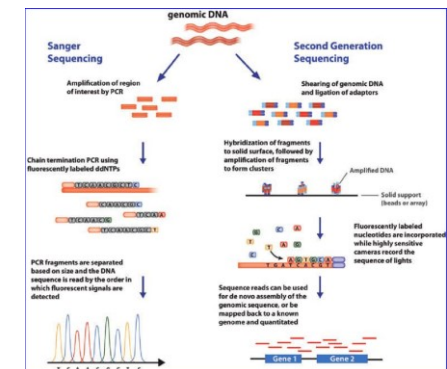 genomic DNA
Sanger
Sequencing
Second Generation
Sequencing
Amplification of region
of interest by PCR
Shearing of genomic DNA
and ligation of adaptors
Chain termination PCR using
fluorescently labeled ddNTPs
Hybridization of fragments
to solid surface, followed by
amplification of fragments
to form clusters
Amplified DNA
Solid support
(beads or array)
PCR fragments are separated
based on size and the DNA
sequence is read by the order in
which fluorescent signals are
detected
Fluorescently labeled
nucleotides are incorporated
while highly sensitive
cameras record the
sequence of lights
Sequence reads can be used
for de novo assembly of the
genomic sequence, or be
mapped back to a known
genome and quantitated
Gene 1
Gene 2